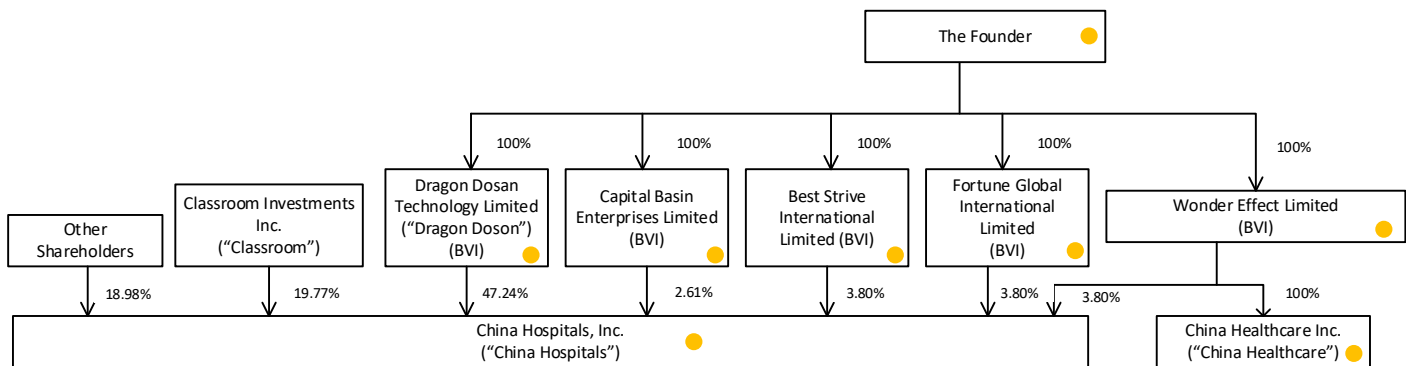 The Founder
100%
100%
100%
100%
100%
Other
Shareholders
Classroom Investments
Inc.
(“Classroom”)
Dragon Dosan
Technology Limited
(“Dragon Doson”)
(BVI)
Capital Basin
Enterprises Limited
(BVI)
Best Strive
International
Limited (BVI)
Fortune Global
International
Limited
(BVI)
Wonder Effect Limited
(BVI)
18.98%
19.77%
47.24%
2.61%
3.80%
3.80%
3.80%
100%
China Hospitals, Inc.
(“China Hospitals”)
China Healthcare Inc.
(“China Healthcare”)